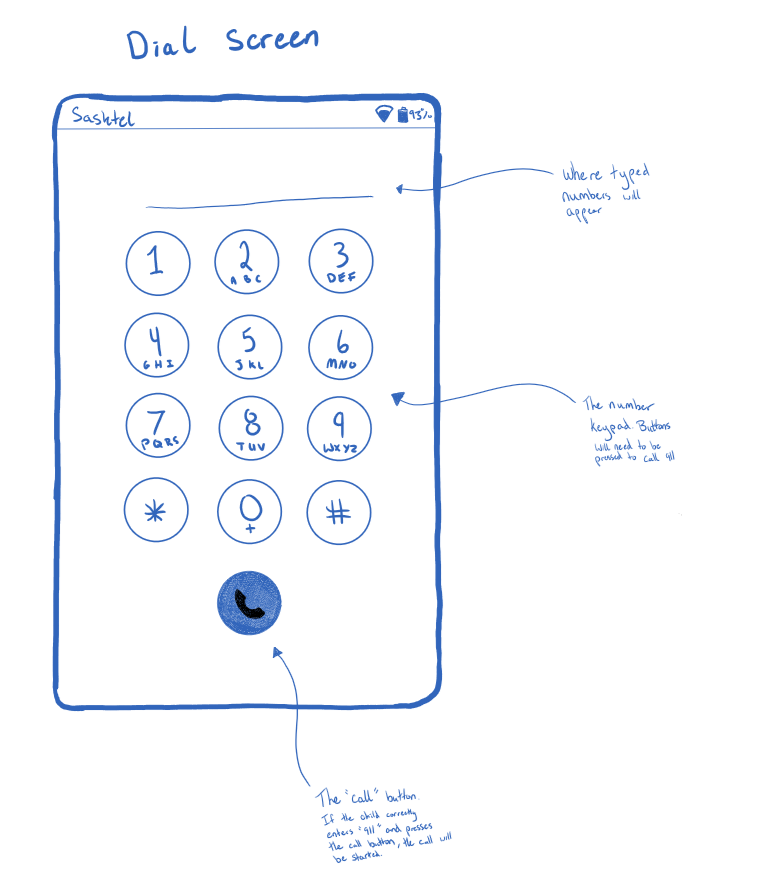 Dial Screen
Sasktel 93%
Where typed
numbers will
appear
1 2 3
ABC DEF
4 5 6
GHI JKL MNO
The number
keypad. Buttons
will need to be
pressed to call 911
7 8 9
PQRS TUV WXYZ
* 0 #
+
The "call" button.
If the child correctly
enters "911" and presses
the call button, the call will
be started.